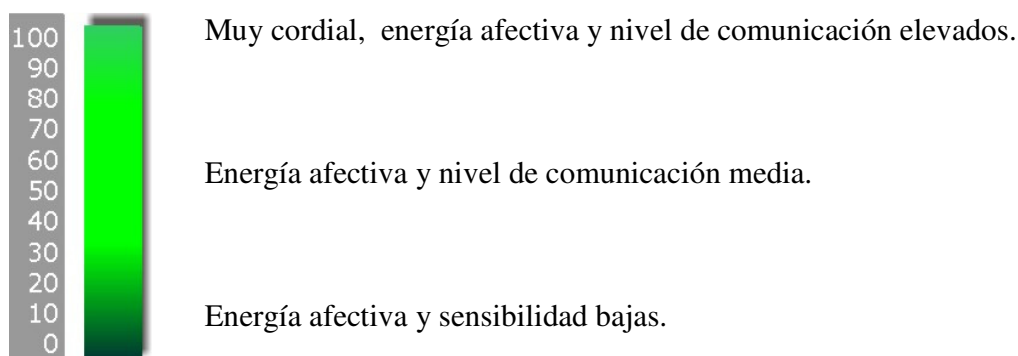 100 Muy cordial, energía afectiva y nivel de comunicación elevados.
90
80
70
60 Energía afectiva y nivel de comunicación media.
50
40
30
20
10 Energía afectiva y sensibilidad bajas.
0